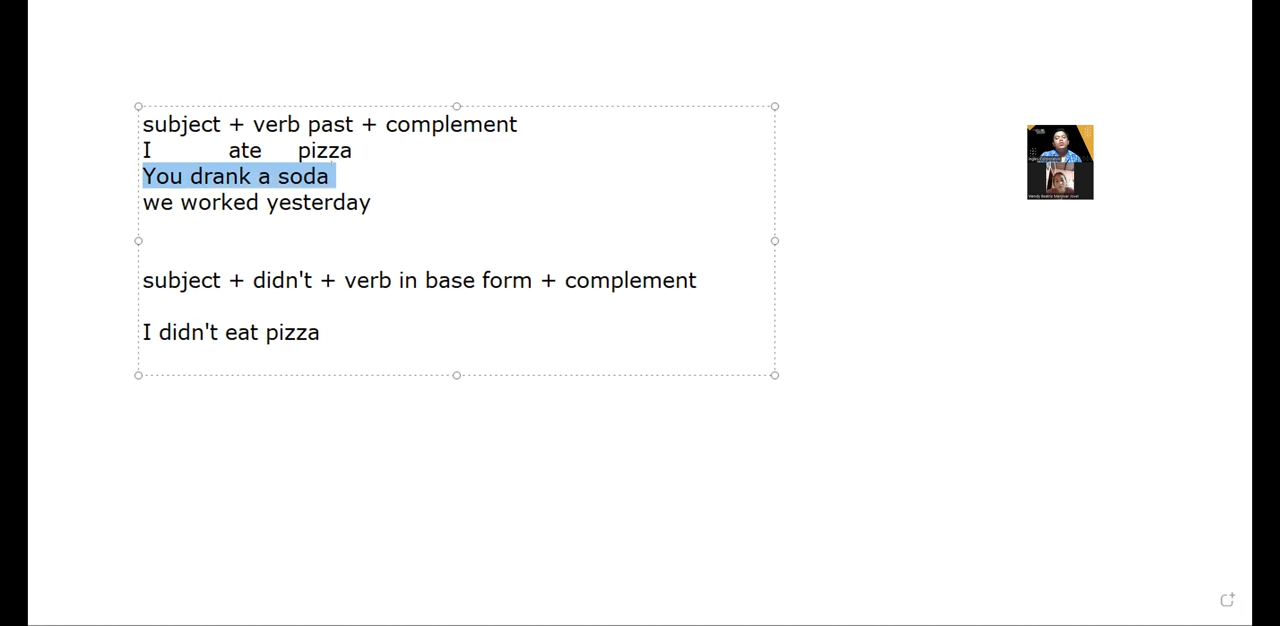 subject + verb past + complement
I ate pizza
You drank a soda
we worked yesterday
subject + didn't + verb in base form + complement
I didn't eat pizza